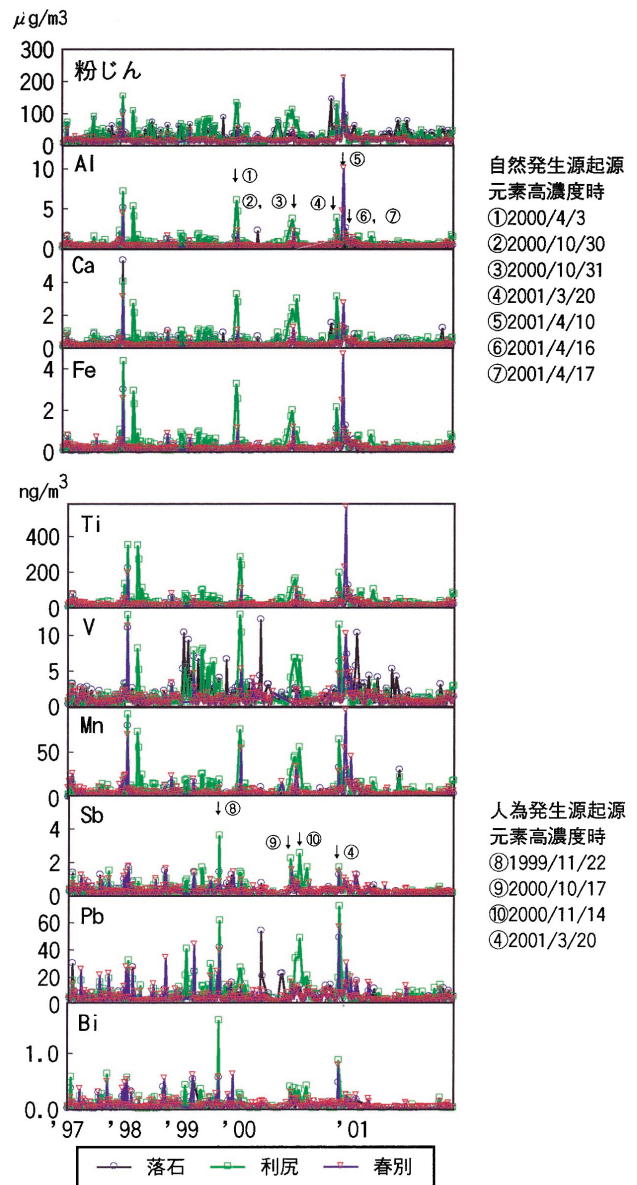 μg/m3
300
200
100
0
粉じん
10
5
0
Al
①
②, ③
④
⑤
⑥, ⑦
4
2
0
Ca
4
2
0
Fe
自然発生源起源
元素高濃度時
①2000/4/3
②2000/10/30
③2000/10/31
④2001/3/20
⑤2001/4/10
⑥2001/4/16
⑦2001/4/17
ng/m³
400
200
0
Ti
10
5
0
V
50
0
Mn
4
2
0
Sb
⑧
⑨
⑩
④
60
40
20
0
Pb
1.0
0.0
Bi
'97 '98 '99 '00 '01
人為発生源起源
元素高濃度時
⑧1999/11/22
⑨2000/10/17
⑩2000/11/14
④2001/3/20
落石 利尻 春別